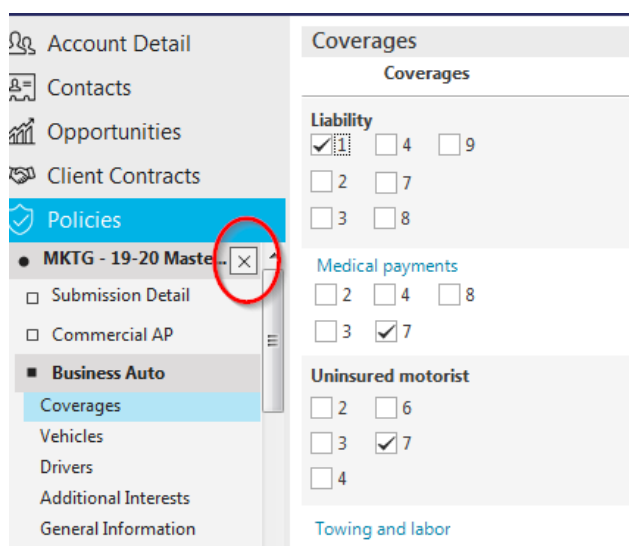 Account Detail
Contacts
Opportunities
Client Contracts
Policies
MKTG - 19-20 Maste...
Submission Detail
Commercial AP
Business Auto
Coverages
Vehicles
Drivers
Additional Interests
General Information
Coverages
Coverages
Liability
1 4 9
2 7
3 8
Medical payments
2 4 8
3 7
Uninsured motorist
2 6
3 7
4
Towing and labor